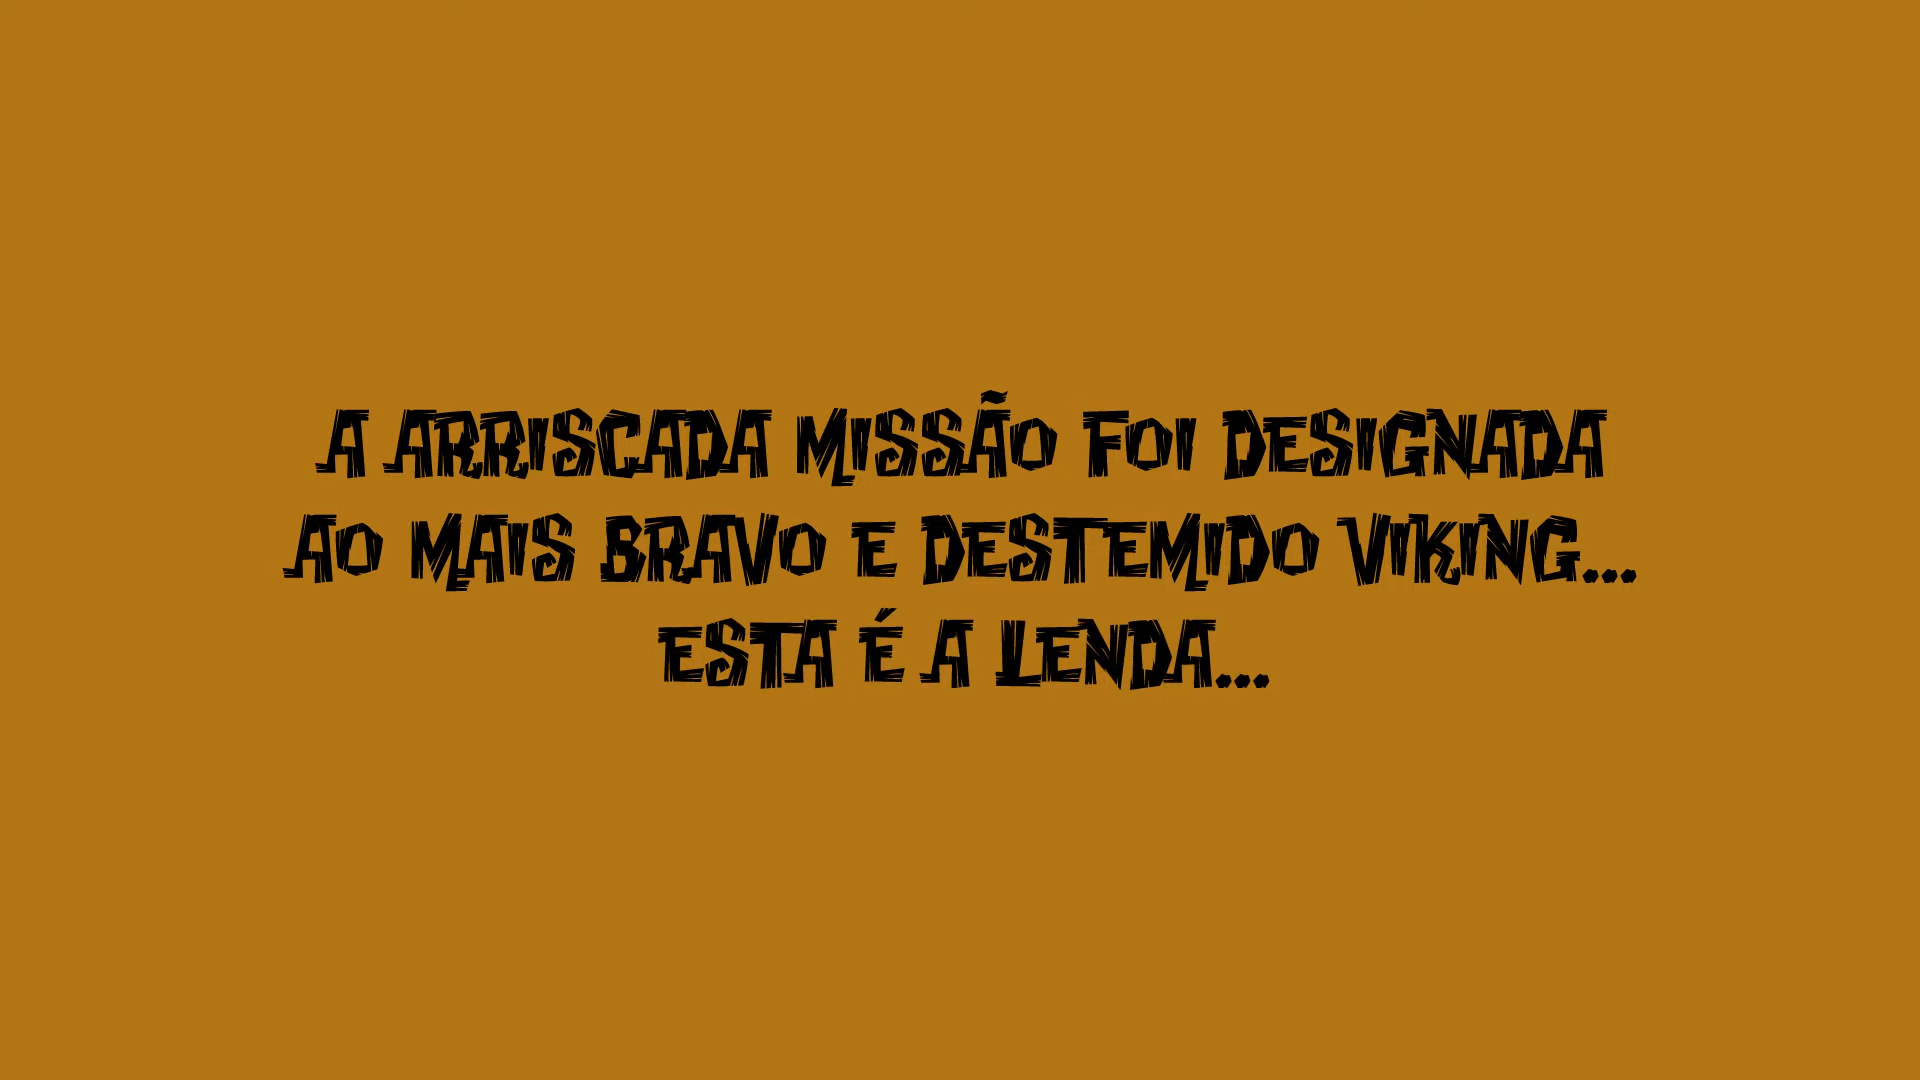 A ARRISCADA MISSÃO FOI DESIGNADA
AO MAIS BRAVO E DESTEMIDO VIKING...
ESTA É A LENDA...